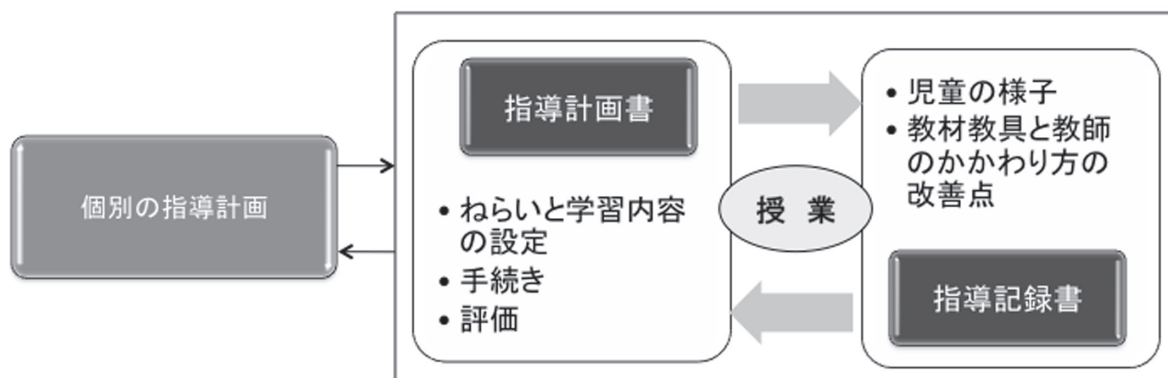 個別の指導計画
指導計画書
• ねらいと学習内容
の設定
• 手続き
• 評価
授 業
• 児童の様子
• 教材教具と教師
のかかわり方の
改善点
指導記録書